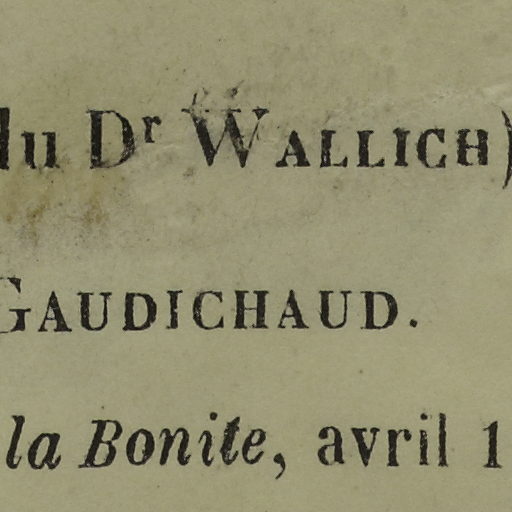 du Dʳ WALLICH)
GAUDICHAUD.
la Bonite, avril 1